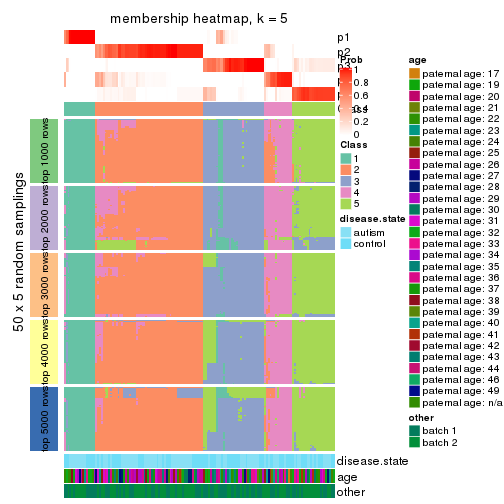 membership heatmap, k = 5
p1
p2
p3
Prob
1
0.8
0.6
0.4
0.2
0
Class
1
2
3
4
5
disease.state
autism
control
age
paternal age: 17
paternal age: 19
paternal age: 20
paternal age: 21
paternal age: 22
paternal age: 23
paternal age: 24
paternal age: 25
paternal age: 26
paternal age: 27
paternal age: 28
paternal age: 29
paternal age: 30
paternal age: 31
paternal age: 32
paternal age: 33
paternal age: 34
paternal age: 35
paternal age: 36
paternal age: 37
paternal age: 38
paternal age: 39
paternal age: 40
paternal age: 41
paternal age: 42
paternal age: 43
paternal age: 44
paternal age: 46
paternal age: 49
paternal age: n/a
other
batch 1
batch 2
50 x 5 random samplings
top 1000 rows
top 2000 rows
top 3000 rows
top 4000 rows
top 5000 rows
disease.state
age
other